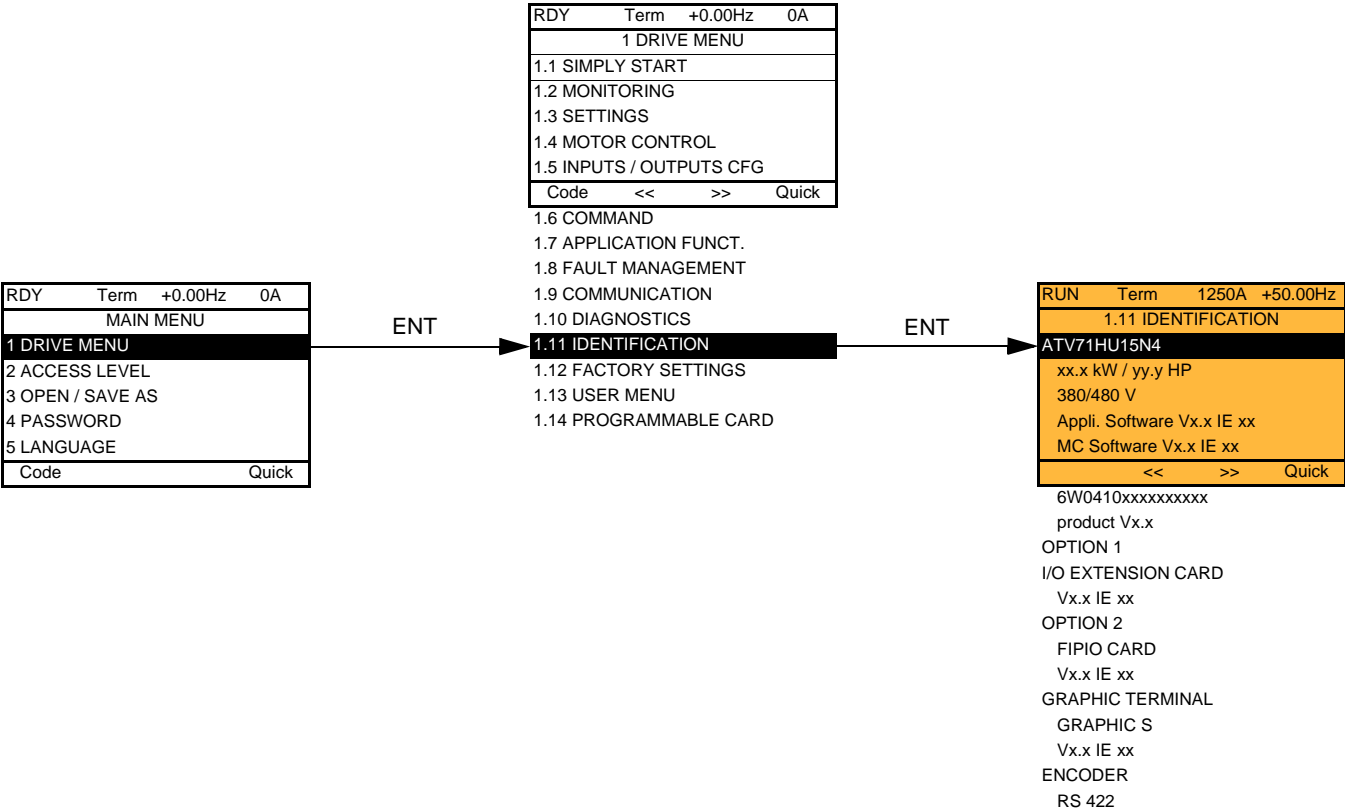 RDY Term +0.00Hz 0A
1 DRIVE MENU
1.1 SIMPLY START
1.2 MONITORING
1.3 SETTINGS
1.4 MOTOR CONTROL
1.5 INPUTS / OUTPUTS CFG
Code << >> Quick
1.6 COMMAND
1.7 APPLICATION FUNCT.
1.8 FAULT MANAGEMENT
1.9 COMMUNICATION
1.10 DIAGNOSTICS
1.11 IDENTIFICATION
1.12 FACTORY SETTINGS
1.13 USER MENU
1.14 PROGRAMMABLE CARD
RDY Term +0.00Hz 0A
MAIN MENU
1 DRIVE MENU
2 ACCESS LEVEL
3 OPEN / SAVE AS
4 PASSWORD
5 LANGUAGE
Code Quick
ENT
ENT
RUN Term 1250A +50.00Hz
1.11 IDENTIFICATION
ATV71HU15N4
xx.x kW / yy.y HP
380/480 V
Appli. Software Vx.x IE xx
MC Software Vx.x IE xx
<< >> Quick
6W0410xxxxxxxxxx
product Vx.x
OPTION 1
I/O EXTENSION CARD
Vx.x IE xx
OPTION 2
FIPIO CARD
Vx.x IE xx
GRAPHIC TERMINAL
GRAPHIC S
Vx.x IE xx
ENCODER
RS 422